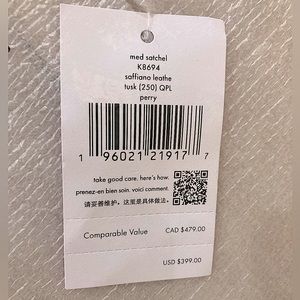 med satchel
K8694
saffiano leathe
tusk (250) QPL
perry
1 96021 21917 7
take good care. here's how.
prenez-en bien soin. voici comment.
请妥善维护。这里是具体做法。
Comparable Value CAD $479.00
USD $399.00